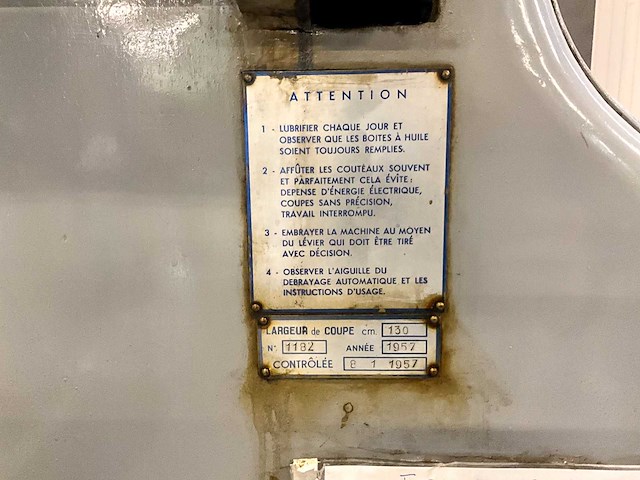 ATTENTION
1 - LUBRIFIER CHAQUE JOUR ET
OBSERVER QUE LES BOITES A HUILE
SOIENT TOUJOURS REMPLIES.
2 - AFFÛTER LES COUTEAUX SOUVENT
ET PARFAITEMENT CELA ÉVITE:
DEPENSE D'ÉNERGIE ÉLECTRIQUE,
COUPES SANS PRÉCISION,
TRAVAIL INTERROMPU.
3 - EMBRAYER LA MACHINE AU MOYEN
DU LÉVIER QUI DOIT ÊTRE TIRÉ
AVEC DÉCISION.
4 - OBSERVER L'AIGUILLE DU
DEBRAYAGE AUTOMATIQUE ET LES
INSTRUCTIONS D'USAGE.
LARGEUR de COUPE cm. 130
N° 1182 ANNÉE 1957
CONTRÔLÉE 8 1 1957